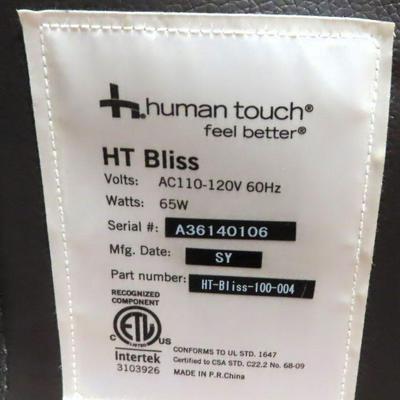 h.human touch®
feel better®
HT Bliss
Volts: AC110-120V 60Hz
Watts: 65W
Serial #: A36140106
Mfg. Date: SY
Part number: HT-Bliss-100-004
RECOGNIZED
COMPONENT
ETL
LISTED
C US
Intertek
3103926
CONFORMS TO UL STD. 1647
Certified to CSA STD. C22.2 No. 68-09
MADE IN P.R.China